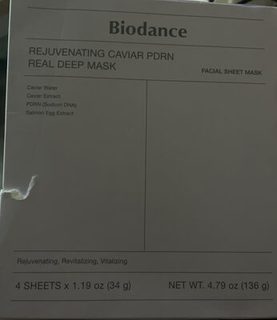 Biodance
REJUVENATING CAVIAR PDRN
REAL DEEP MASK
FACIAL SHEET MASK
Caviar Water
Caviar Extract
PDRN (Sodium DNA)
Salmon Egg Extract
Rejuvenating, Revitalizing, Vitalizing
4 SHEETS x 1.19 oz (34 g)
NET WT. 4.79 oz (136 g)